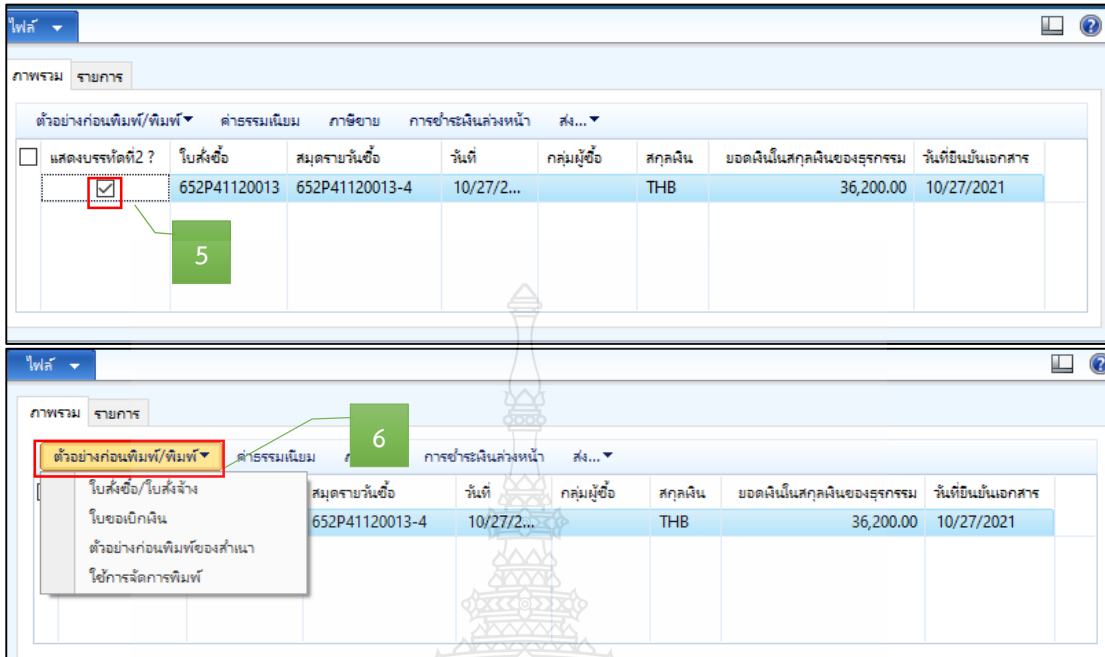 ไฟล์
ภาพรวม รายการ
ตัวอย่างก่อนพิมพ์/พิมพ์ ค่าธรรมเนียม ภาษีขาย การชำระเงินล่วงหน้า ส่ง...
แสดงบรรทัดที่2 ? ใบสั่งซื้อ สมุดรายวันซื้อ วันที่ กลุ่มผู้ซื้อ สกุลเงิน ยอดเงินในสกุลเงินของธุรกรรม วันที่ยืนยันเอกสาร
652P41120013 652P41120013-4 10/27/2... THB 36,200.00 10/27/2021
5
ไฟล์
ภาพรวม รายการ
6
ตัวอย่างก่อนพิมพ์/พิมพ์ ค่าธรรมเนียม การชำระเงินล่วงหน้า ส่ง...
ใบสั่งซื้อ/ใบสั่งจ้าง สมุดรายวันซื้อ วันที่ กลุ่มผู้ซื้อ สกุลเงิน ยอดเงินในสกุลเงินของธุรกรรม วันที่ยืนยันเอกสาร
ใบขอเบิกเงิน 652P41120013-4 10/27/2... THB 36,200.00 10/27/2021
ตัวอย่างก่อนพิมพ์ของสำเนา
ใช้การจัดการพิมพ์